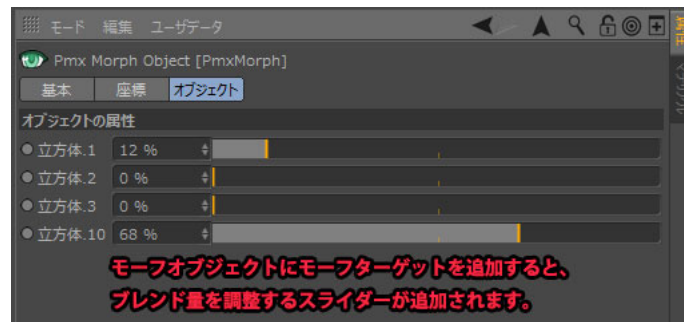 モード 編集 ユーザデータ
Pmx Morph Object [PmxMorph]
基本 座標 オブジェクト
オブジェクトの属性
立方体.1 12 %
立方体.2 0 %
立方体.3 0 %
立方体.10 68 %
モーフオブジェクトにモーフターゲットを追加すると、
ブレンド量を調整するスライダーが追加されます。